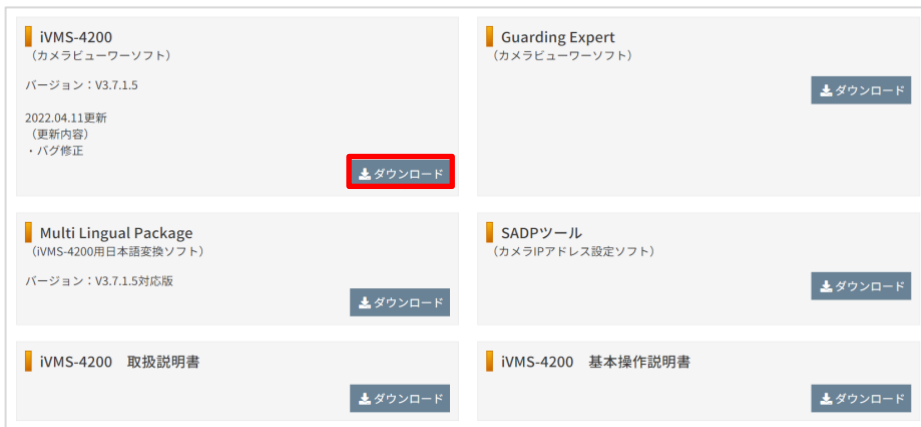 iVMS-4200
（カメラビューワーソフト）
バージョン：V3.7.1.5
2022.04.11更新
（更新内容）
・バグ修正
ダウンロード
Guarding Expert
（カメラビューワーソフト）
ダウンロード
Multi Lingual Package
（iVMS-4200用日本語変換ソフト）
バージョン：V3.7.1.5対応版
ダウンロード
SADPツール
（カメラIPアドレス設定ソフト）
ダウンロード
iVMS-4200　取扱説明書
ダウンロード
iVMS-4200　基本操作説明書
ダウンロード